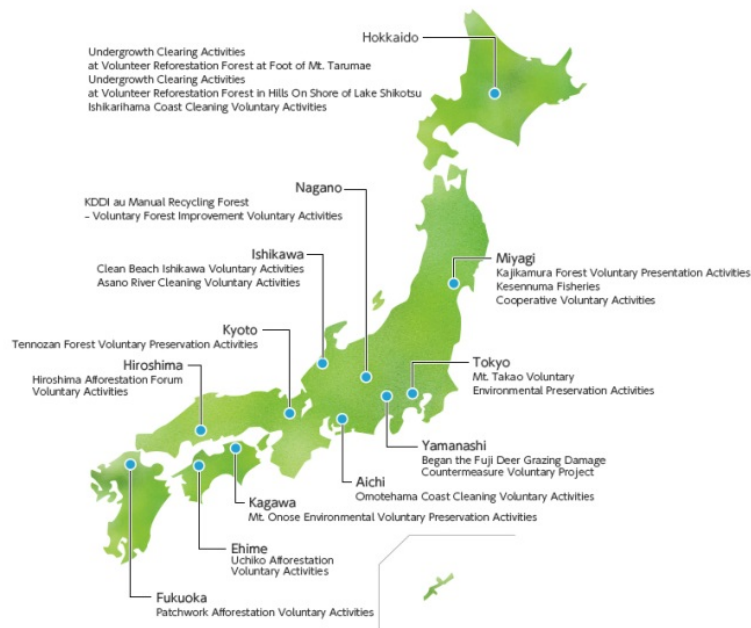 Hokkaido
Undergrowth Clearing Activities
at Volunteer Reforestation Forest at Foot of Mt. Tarumae
Undergrowth Clearing Activities
at Volunteer Reforestation Forest in Hills On Shore of Lake Shikotsu
Ishikarihama Coast Cleaning Voluntary Activities
Nagano
KDDI au Manual Recycling Forest
– Voluntary Forest Improvement Voluntary Activities
Ishikawa
Clean Beach Ishikawa Voluntary Activities
Asano River Cleaning Voluntary Activities
Miyagi
Kajikamura Forest Voluntary Presentation Activities
Kesennuma Fisheries
Cooperative Voluntary Activities
Kyoto
Tennozan Forest Voluntary Preservation Activities
Hiroshima
Hiroshima Afforestation Forum
Voluntary Activities
Tokyo
Mt. Takao Voluntary
Environmental Preservation Activities
Yamanashi
Began the Fuji Deer Grazing Damage
Countermeasure Voluntary Project
Aichi
Omotehama Coast Cleaning Voluntary Activities
Kagawa
Mt. Onose Environmental Voluntary Preservation Activities
Ehime
Uchiko Afforestation
Voluntary Activities
Fukuoka
Patchwork Afforestation Voluntary Activities